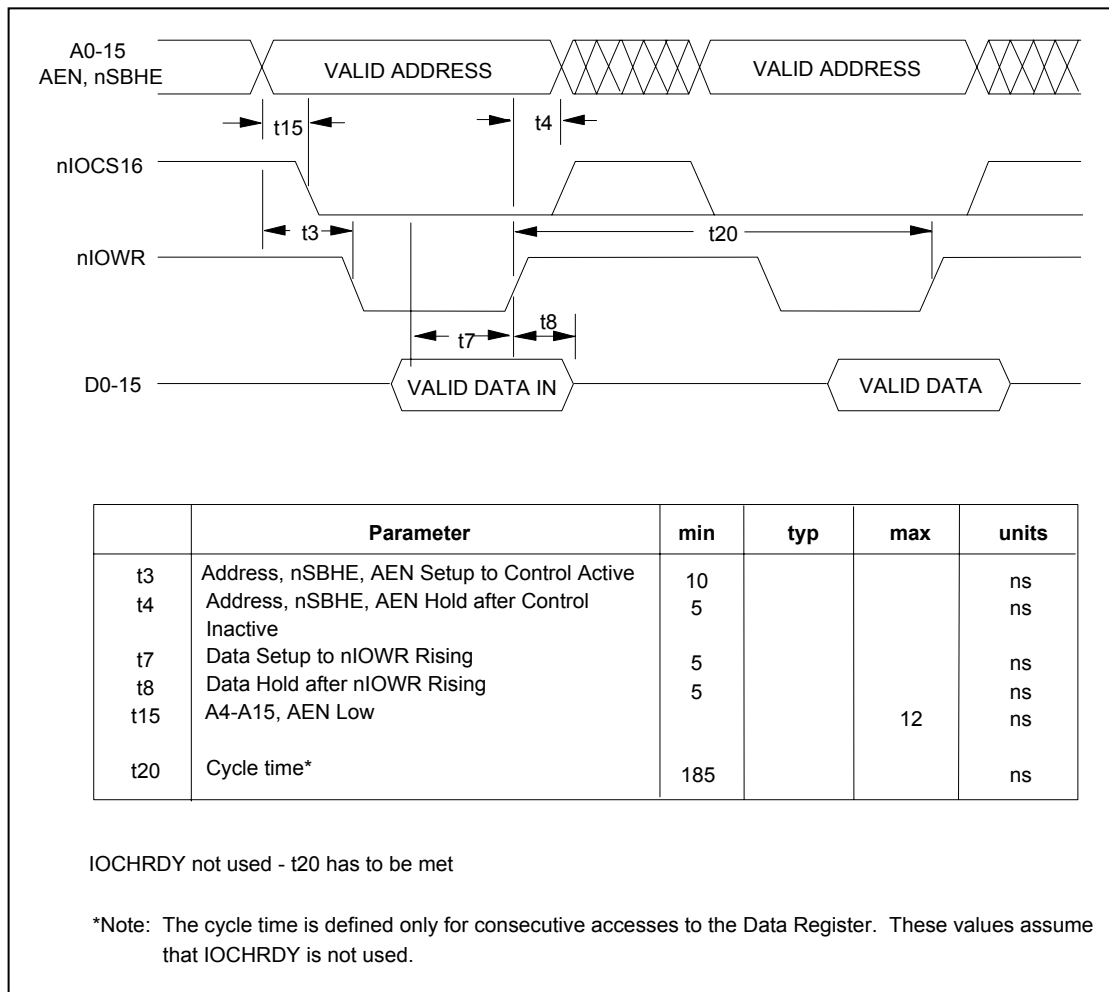 A0-15
AEN, nSBHE
VALID ADDRESS
VALID ADDRESS
t15
t4
nIOCS16
t3
t20
nIOWR
t7
t8
D0-15
VALID DATA IN
VALID DATA
Parameter min typ max units
t3 Address, nSBHE, AEN Setup to Control Active 10 ns
t4 Address, nSBHE, AEN Hold after Control 5 ns
Inactive
t7 Data Setup to nIOWR Rising 5 ns
t8 Data Hold after nIOWR Rising 5 ns
t15 A4-A15, AEN Low 12 ns
t20 Cycle time* 185 ns
IOCHRDY not used - t20 has to be met
*Note: The cycle time is defined only for consecutive accesses to the Data Register. These values assume
that IOCHRDY is not used.